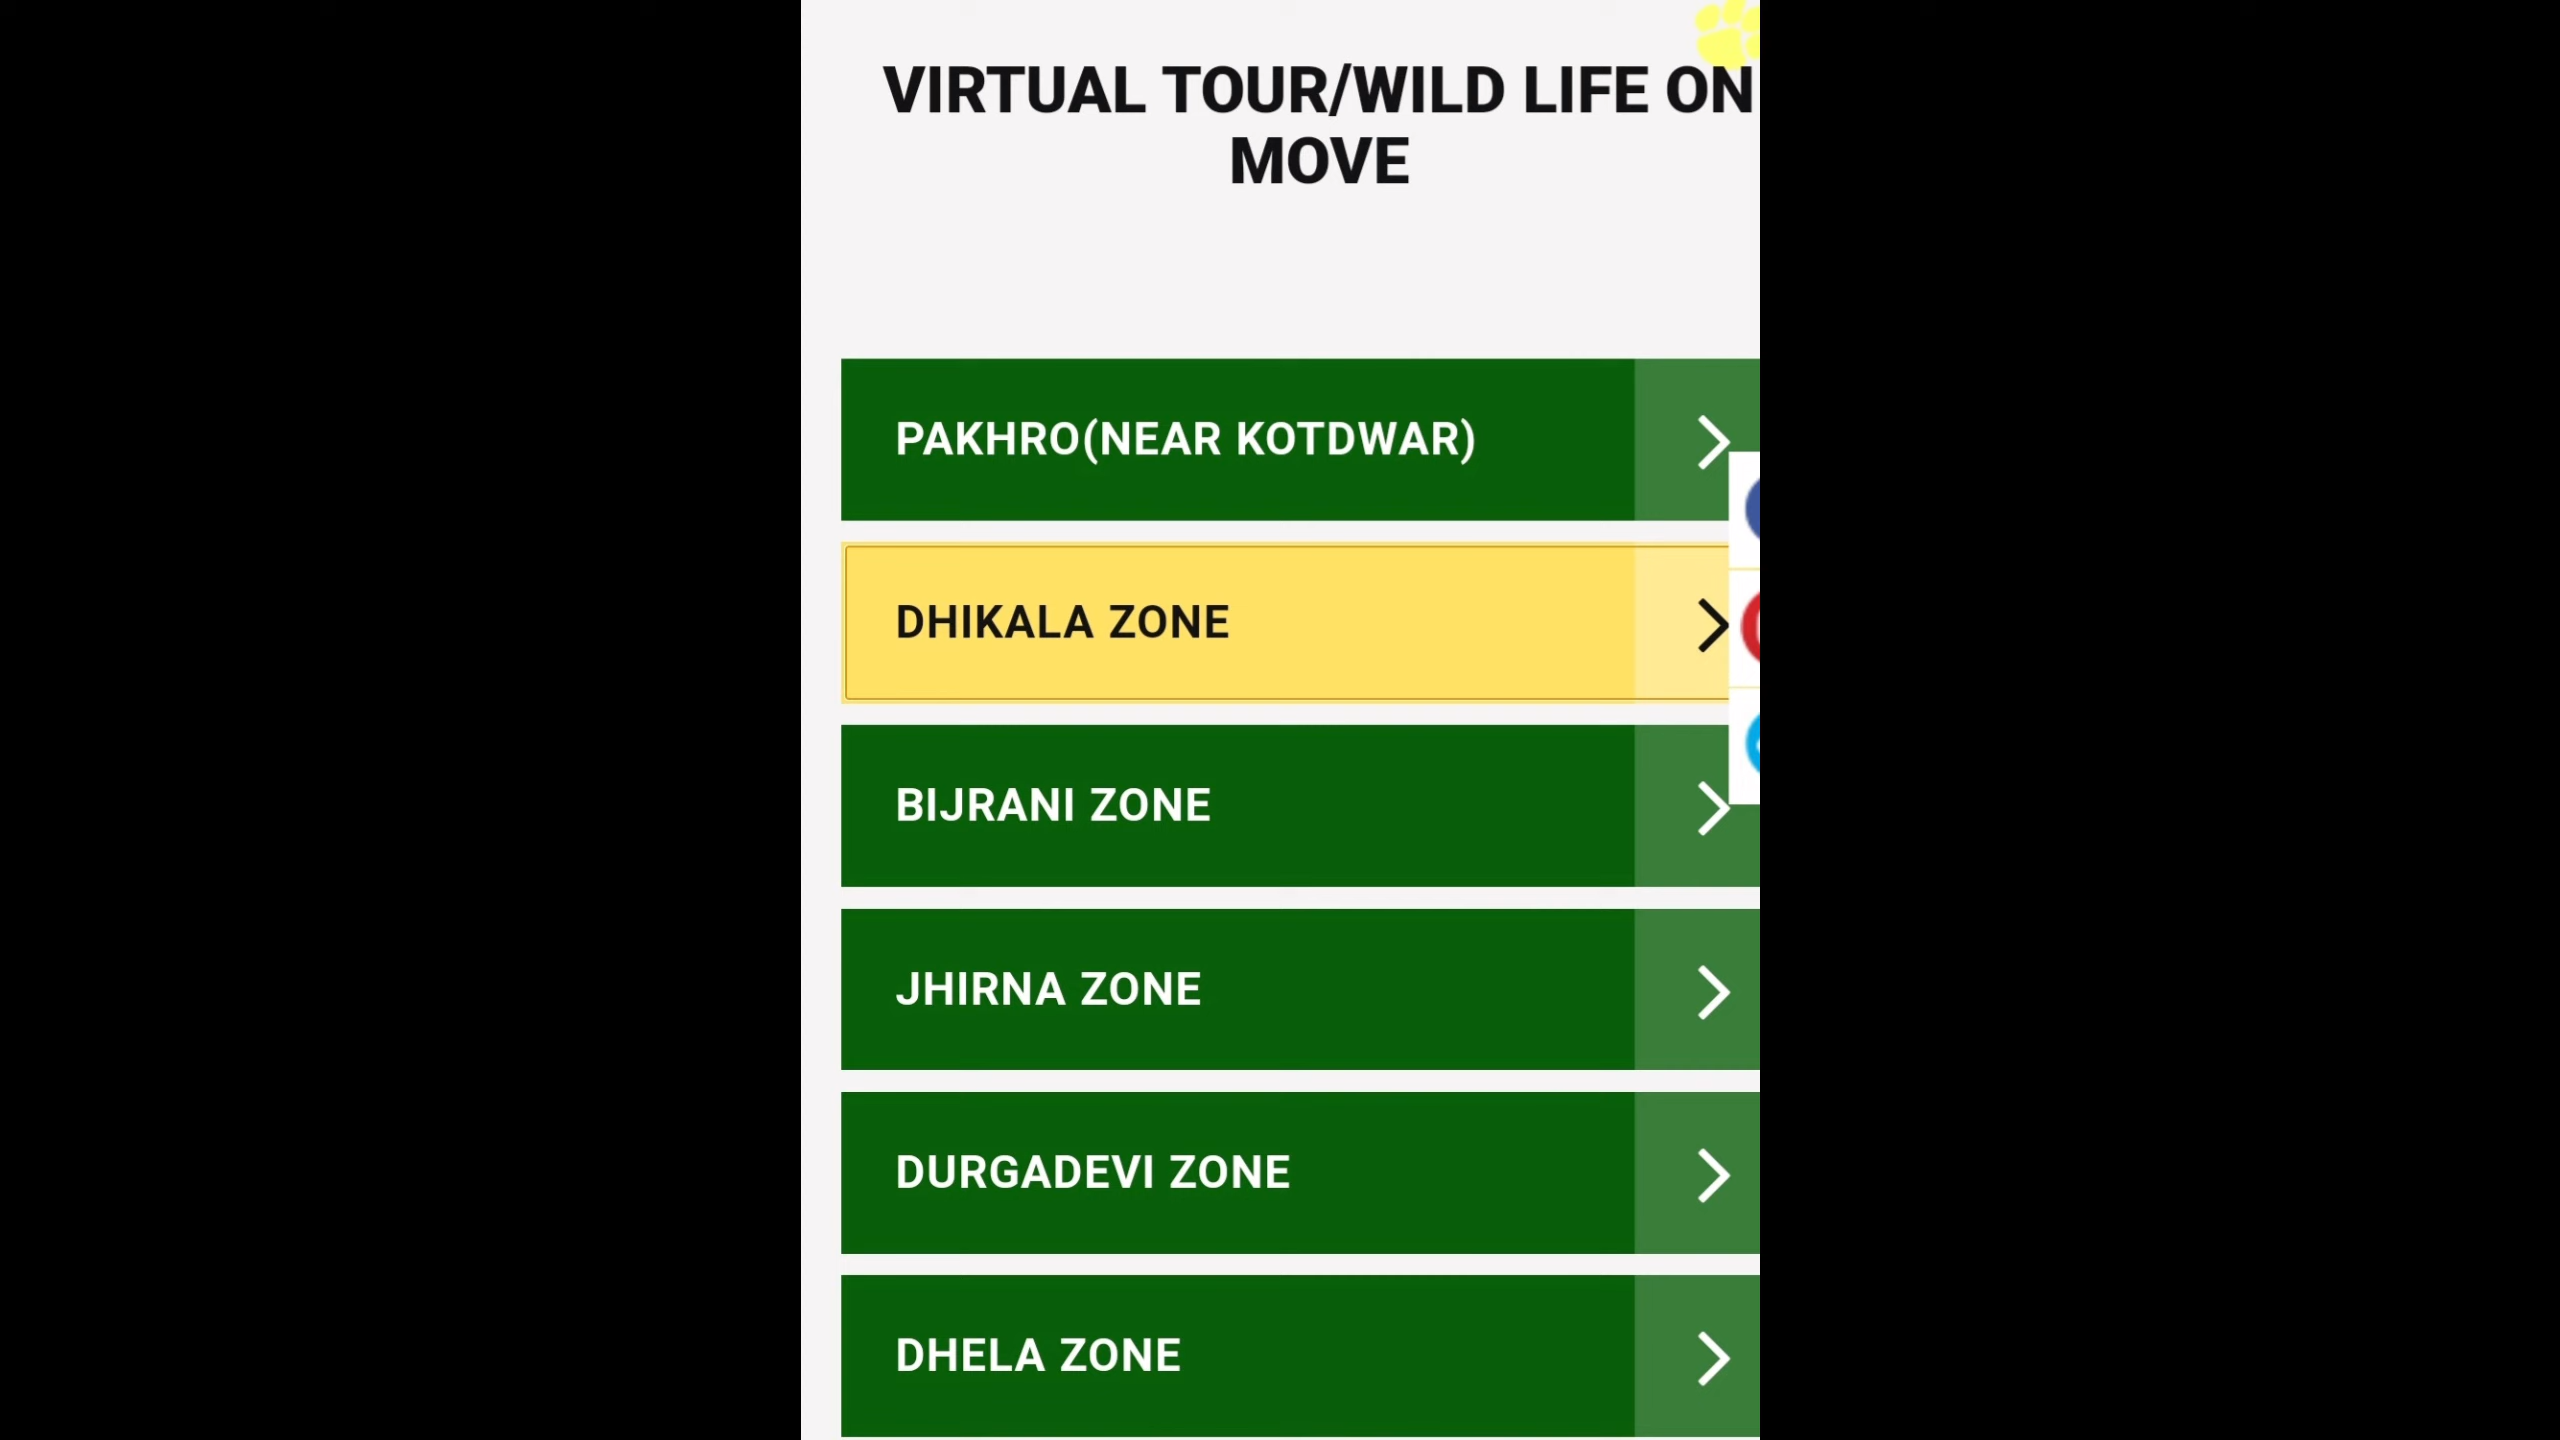 VIRTUAL TOUR/WILD LIFE ON
MOVE
PAKHRO(NEAR KOTDWAR)
DHIKALA ZONE
BIJRANI ZONE
JHIRNA ZONE
DURGADEVI ZONE
DHELA ZONE